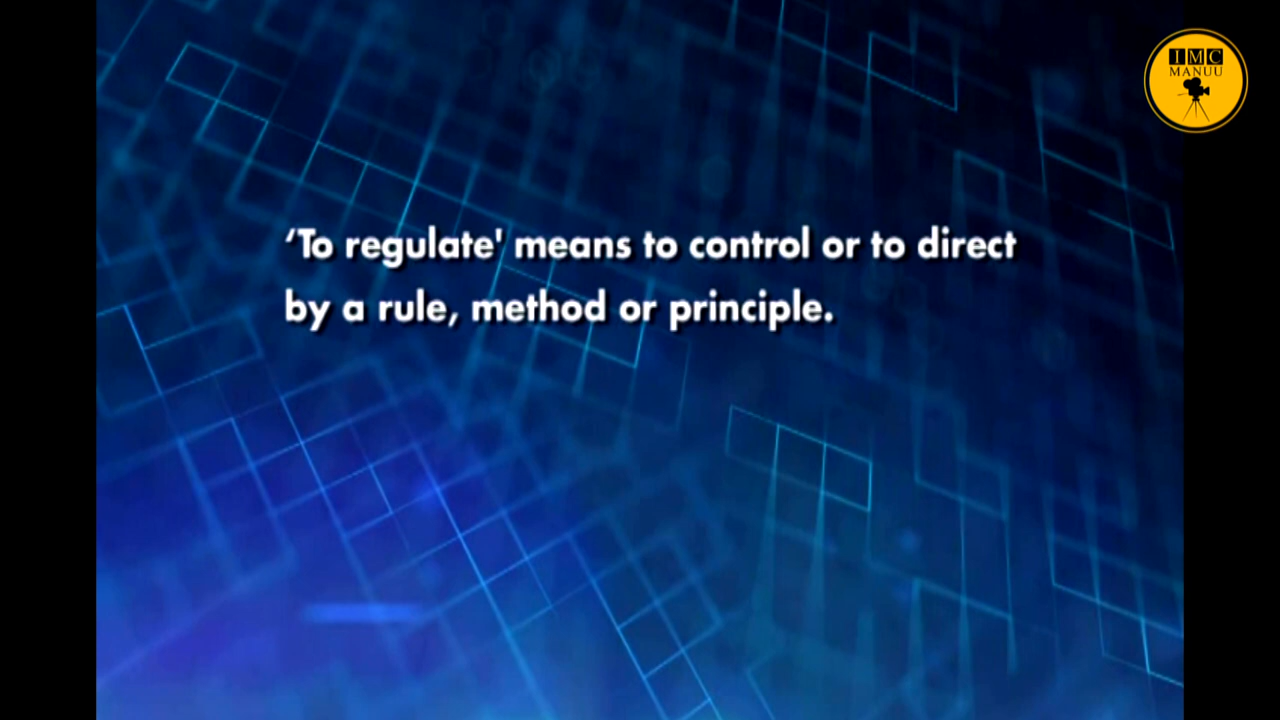 IMC
MANUU
‘To regulate' means to control or to direct
by a rule, method or principle.